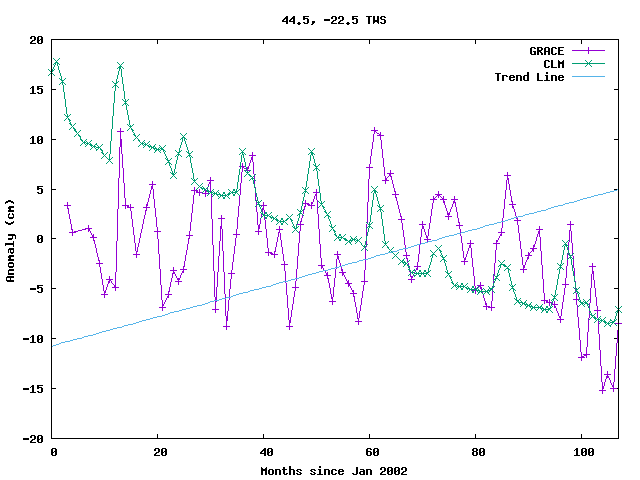 44.5, -22.5 TWS
GRACE
CLM
Trend Line
Anomaly (cm)
20
15
10
5
0
-5
-10
-15
-20
0 20 40 60 80 100
Months since Jan 2002